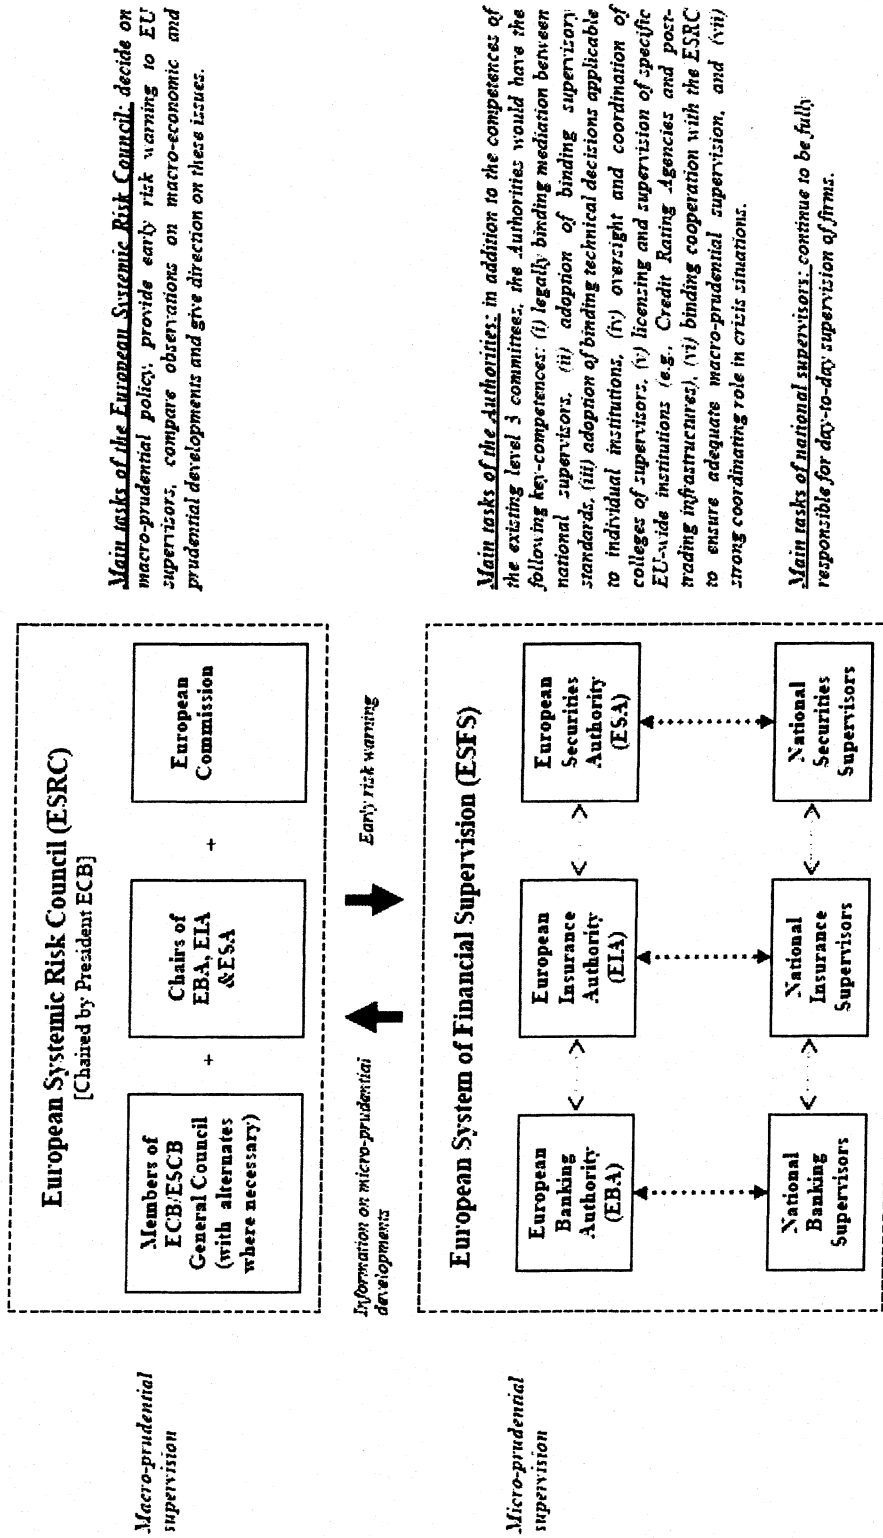 Macro-prudential
supervision
European Systemic Risk Council (ESRC)
[Chaired by President ECB]
Members of
ECB/ESCB
General Council
(with alternates
where necessary)
+
Chairs of
EBA, EIA
&ESA
+
European
Commission
Main tasks of the European Systemic Risk Council: decide on
macro-prudential policy, provide early risk warning to EU
supervisors, compare observations on macro-economic and
prudential developments and give direction on these issues.
Information on micro-prudential
developments
Early risk warning
Micro-prudential
supervision
European System of Financial Supervision (ESFS)
European
Banking
Authority
(EBA)
European
Insurance
Authority
(EIA)
European
Securities
Authority
(ESA)
National
Banking
Supervisors
National
Insurance
Supervisors
National
Securities
Supervisors
Main tasks of the Authorities: in addition to the competences of
the existing level 3 committees, the Authorities would have the
following key-competences: (i) legally binding mediation between
national supervisors, (ii) adoption of binding supervisory
standards, (iii) adoption of binding technical decisions applicable
to individual institutions, (iv) oversight and coordination of
colleges of supervisors, (v) licensing and supervision of specific
EU-wide institutions (e.g., Credit Rating Agencies and post-
trading infrastructures), (vi) binding cooperation with the ESRC
to ensure adequate macro-prudential supervision, and (vii)
strong coordinating role in crisis situations.
Main tasks of national supervisors: continue to be fully
responsible for day-to-day supervision of firms.